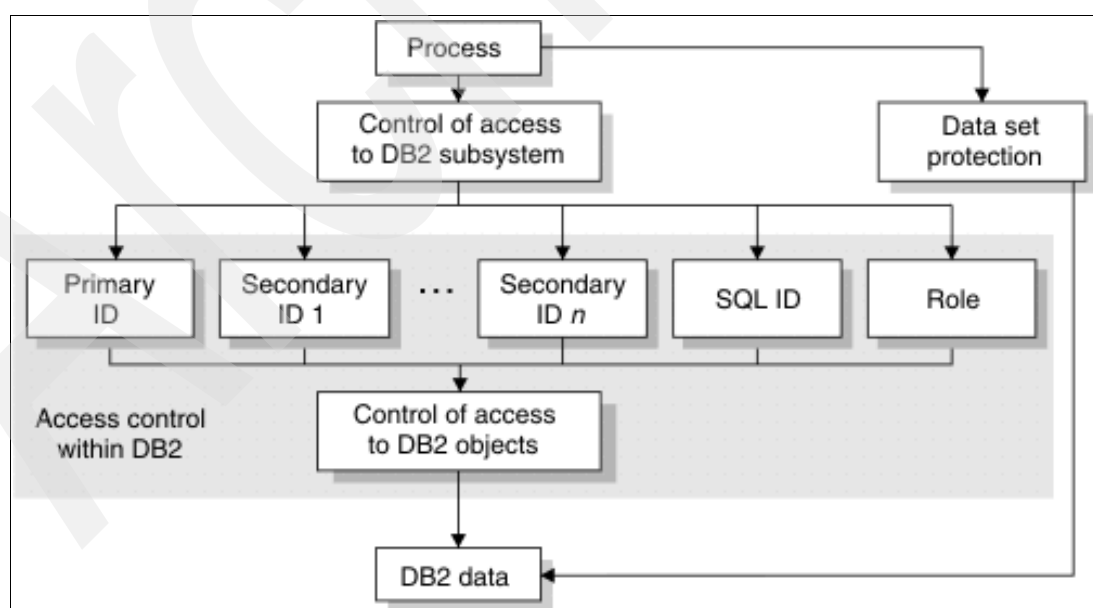 Process
Control of access
to DB2 subsystem
Data set
protection
Primary
ID
Secondary
ID 1
...
Secondary
ID n
SQL ID
Role
Access control
within DB2
Control of access
to DB2 objects
DB2 data